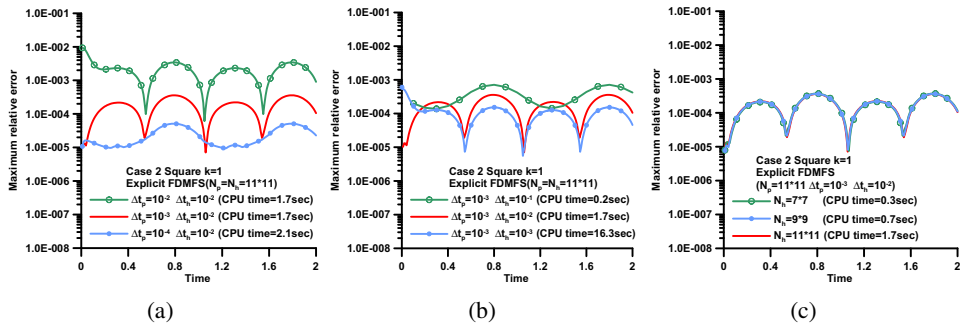 1.0E-001
1.0E-002
1.0E-003
1.0E-004
1.0E-005
1.0E-006
1.0E-007
1.0E-008
Maximum relative error
Case 2 Square k=1
Explicit FDMFS(Np=Nh=11*11)
Δtp=10-2 Δth=10-2 (CPU time=1.7sec)
Δtp=10-3 Δth=10-2 (CPU time=1.7sec)
Δtp=10-4 Δth=10-2 (CPU time=2.1sec)
0 0.4 0.8 1.2 1.6 2
Time
(a)
1.0E-001
1.0E-002
1.0E-003
1.0E-004
1.0E-005
1.0E-006
1.0E-007
1.0E-008
Maximum relative error
Case 2 Square k=1
Explicit FDMFS(Np=Nh=11*11)
Δtp=10-3 Δth=10-1 (CPU time=0.2sec)
Δtp=10-3 Δth=10-2 (CPU time=1.7sec)
Δtp=10-3 Δth=10-3 (CPU time=16.3sec)
0 0.4 0.8 1.2 1.6 2
Time
(b)
1.0E-001
1.0E-002
1.0E-003
1.0E-004
1.0E-005
1.0E-006
1.0E-007
1.0E-008
Maximum relative error
Case 2 Square k=1
Explicit FDMFS
(Np=11*11 Δtp=10-3 Δth=10-2)
Nh=7*7 (CPU time=0.3sec)
Nh=9*9 (CPU time=0.7sec)
Nh=11*11 (CPU time=1.7sec)
0 0.4 0.8 1.2 1.6 2
Time
(c)